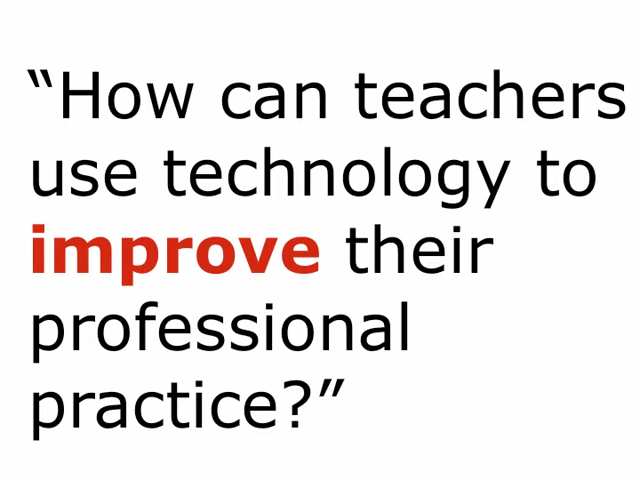 “How can teachers
use technology to
improve their
professional
practice?”